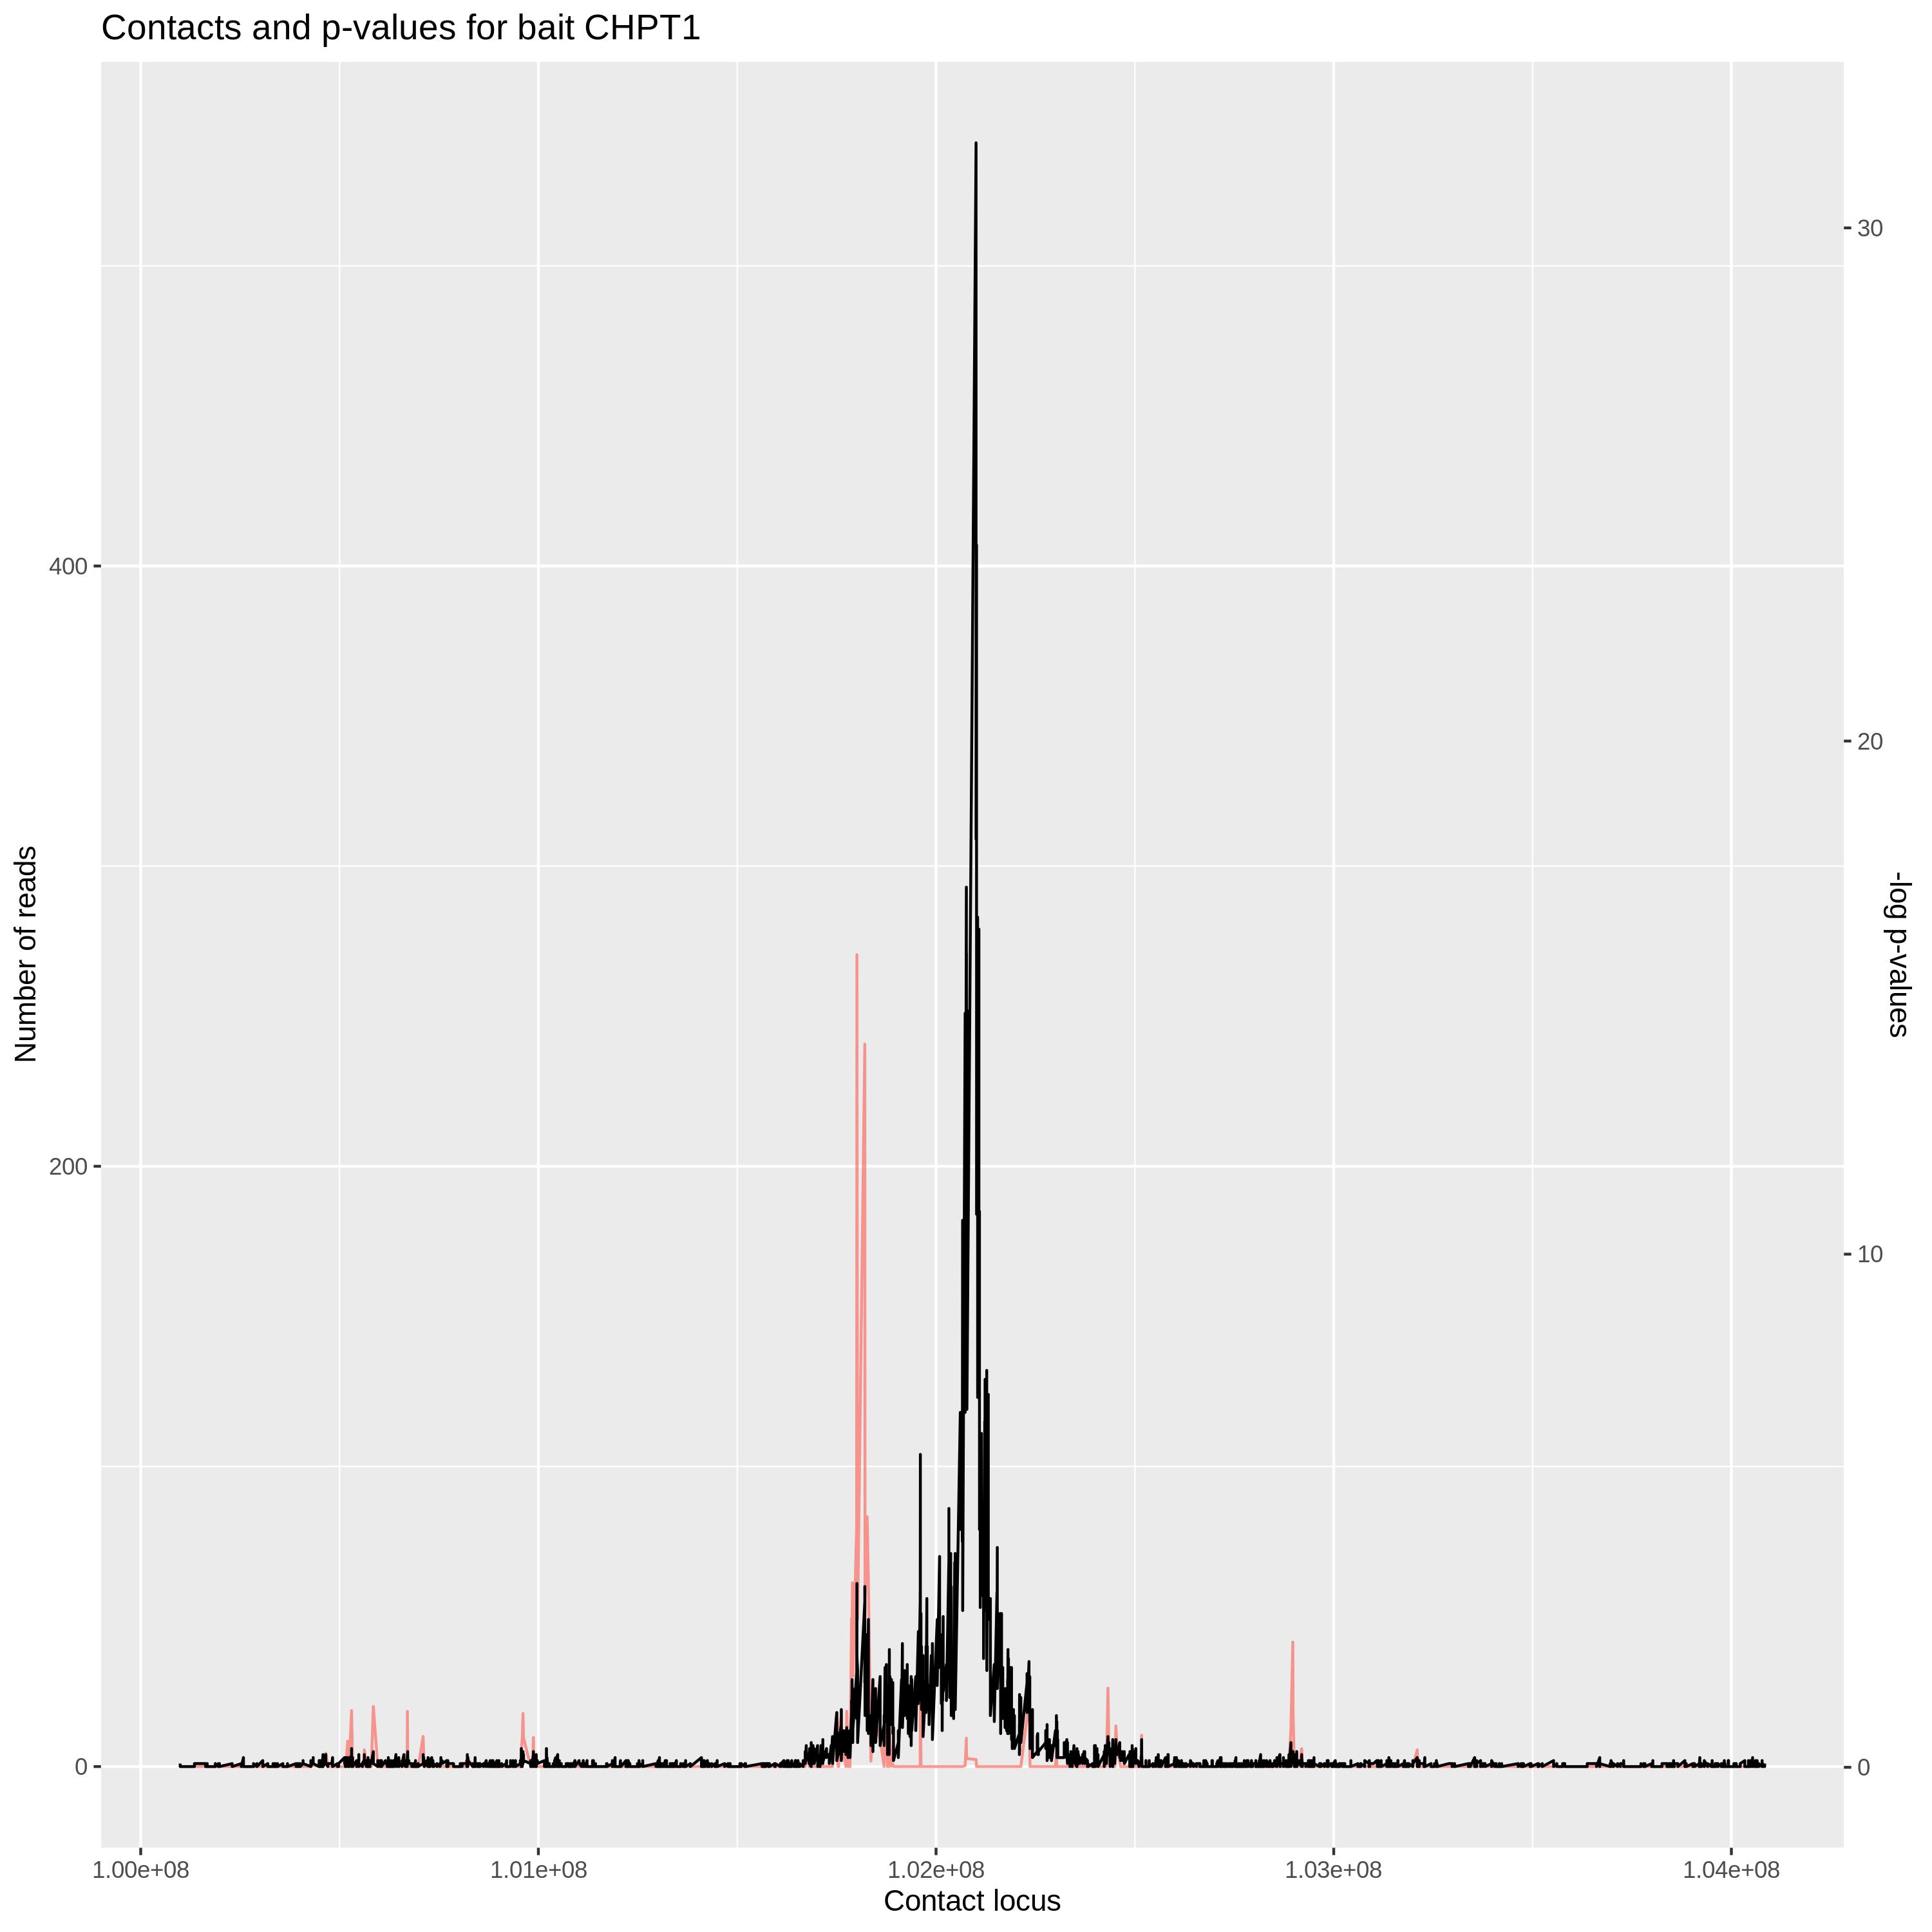 Contacts and p-values for bait CHPT1
Number of reads
400
200
0
30
20
10
0
-log p-values
1.00e+08
1.01e+08
1.02e+08
1.03e+08
1.04e+08
Contact locus